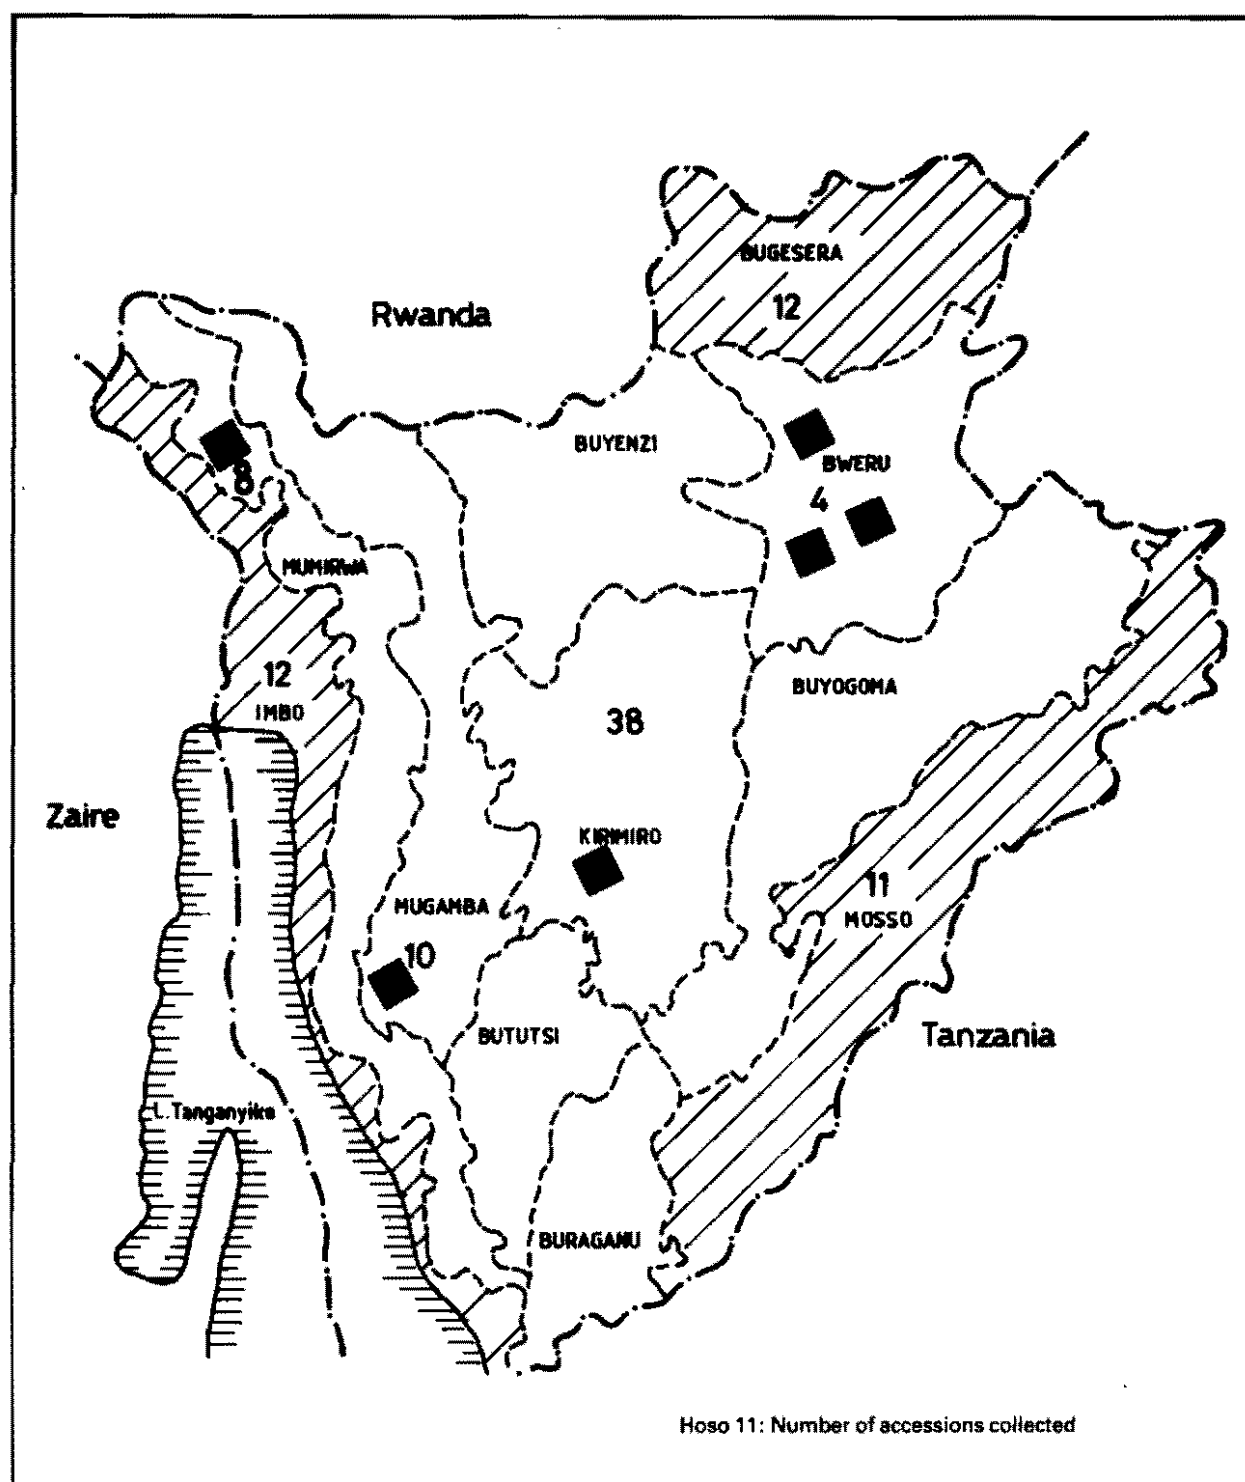 BUGESERA
12
Rwanda
BUYENZI
BWERU
4
8
MUMIRWA
12
IMBO
BUYOGOMA
38
Zaire
KIRIMIRO
11
MOSSO
MUGAMBA
10
BUTUTSI
Tanzania
L.Tanganyika
BURAGANU
Hoso 11: Number of accessions collected